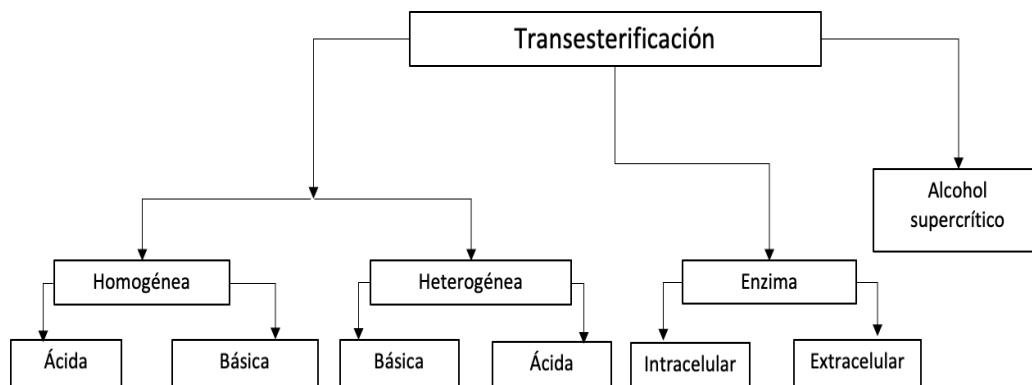 Transesterificación
Alcohol
supercrítico
Homogénea
Heterogénea
Enzima
Ácida
Básica
Básica
Ácida
Intracelular
Extracelular